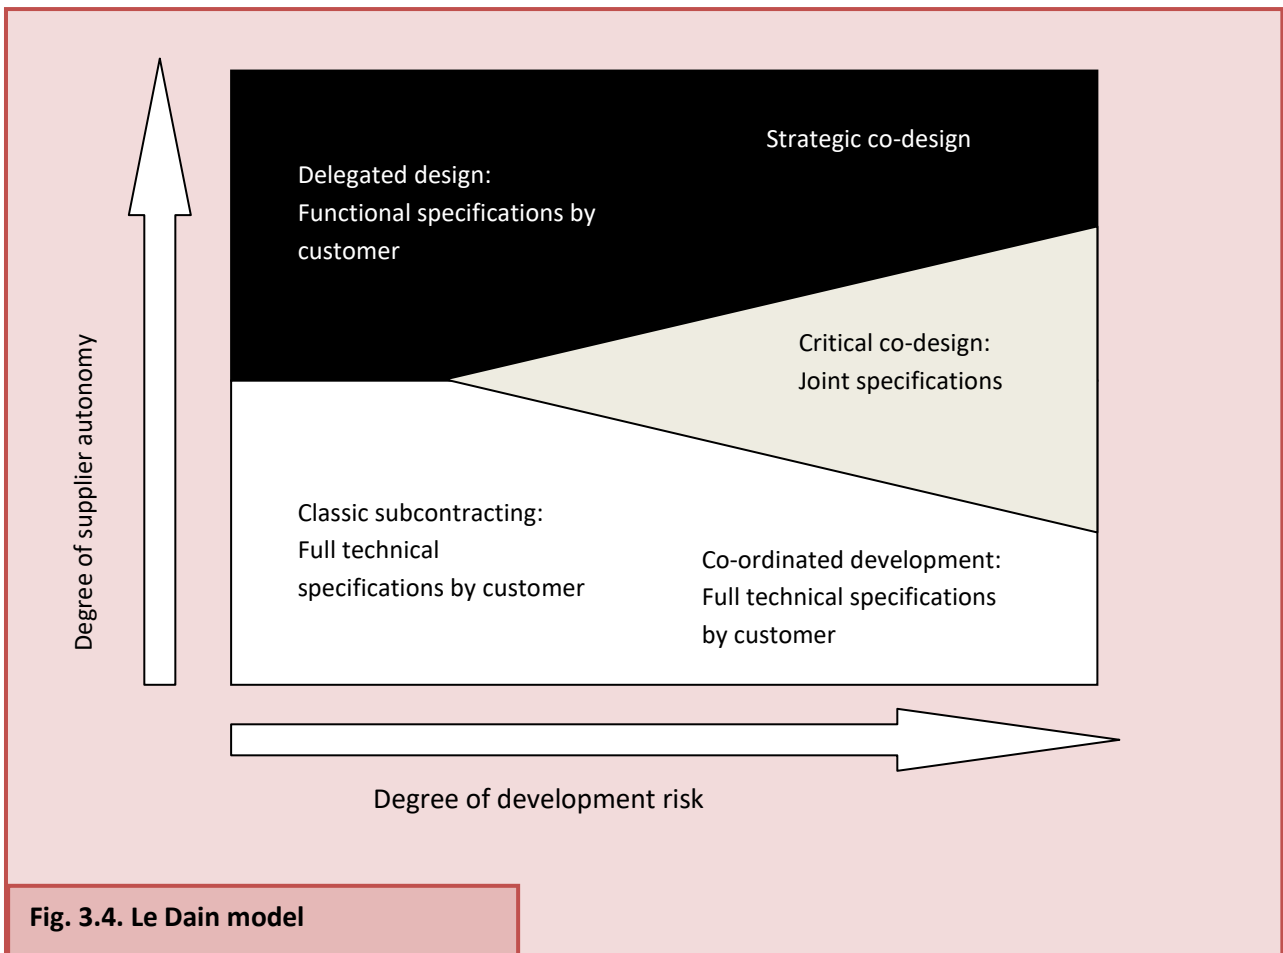 Strategic co-design
Delegated design:
Functional specifications by
customer
Critical co-design:
Joint specifications
Degree of supplier autonomy
Classic subcontracting:
Full technical
specifications by customer
Co-ordinated development:
Full technical specifications
by customer
Degree of development risk
Fig. 3.4. Le Dain model